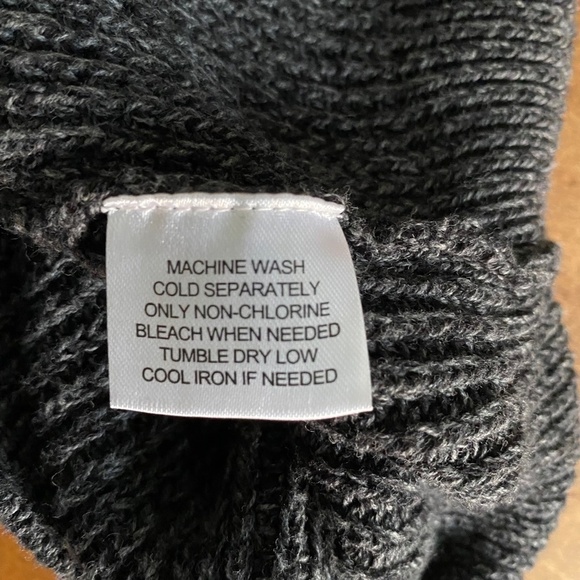 MACHINE WASH
COLD SEPARATELY
ONLY NON-CHLORINE
BLEACH WHEN NEEDED
TUMBLE DRY LOW
COOL IRON IF NEEDED